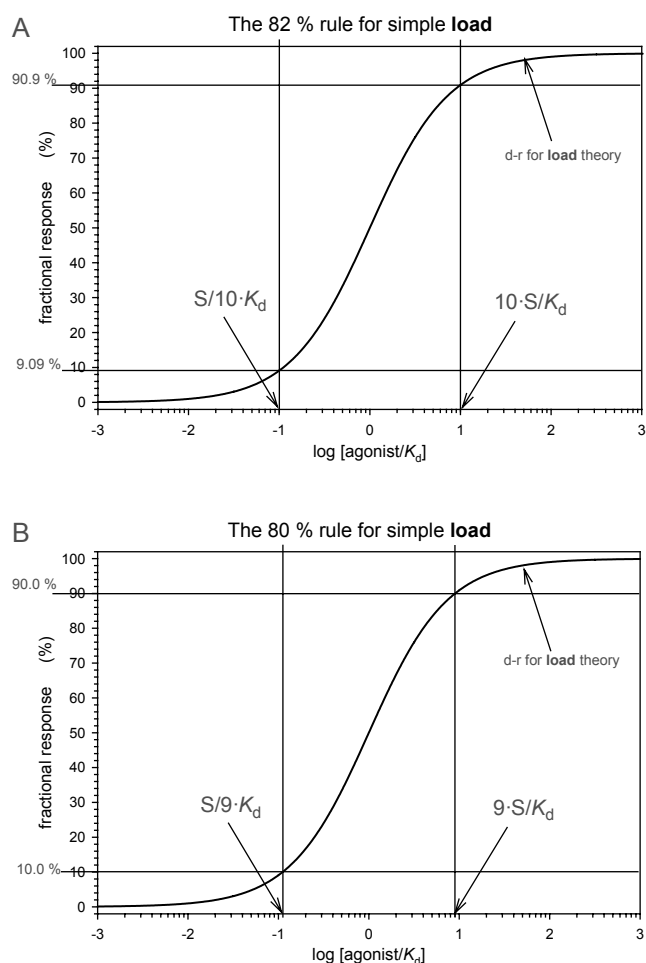 A
The 82 % rule for simple load
100
90.9 %
90
80
70
60
50
40
30
20
10
9.09 %
0
fractional response (%)
d-r for load theory
S/10·Kd
10·S/Kd
-3 -2 -1 0 1 2 3
log [agonist/Kd]
B
The 80 % rule for simple load
100
90.0 %
90
80
70
60
50
40
30
20
10
10.0 %
0
fractional response (%)
d-r for load theory
S/9·Kd
9·S/Kd
-3 -2 -1 0 1 2 3
log [agonist/Kd]